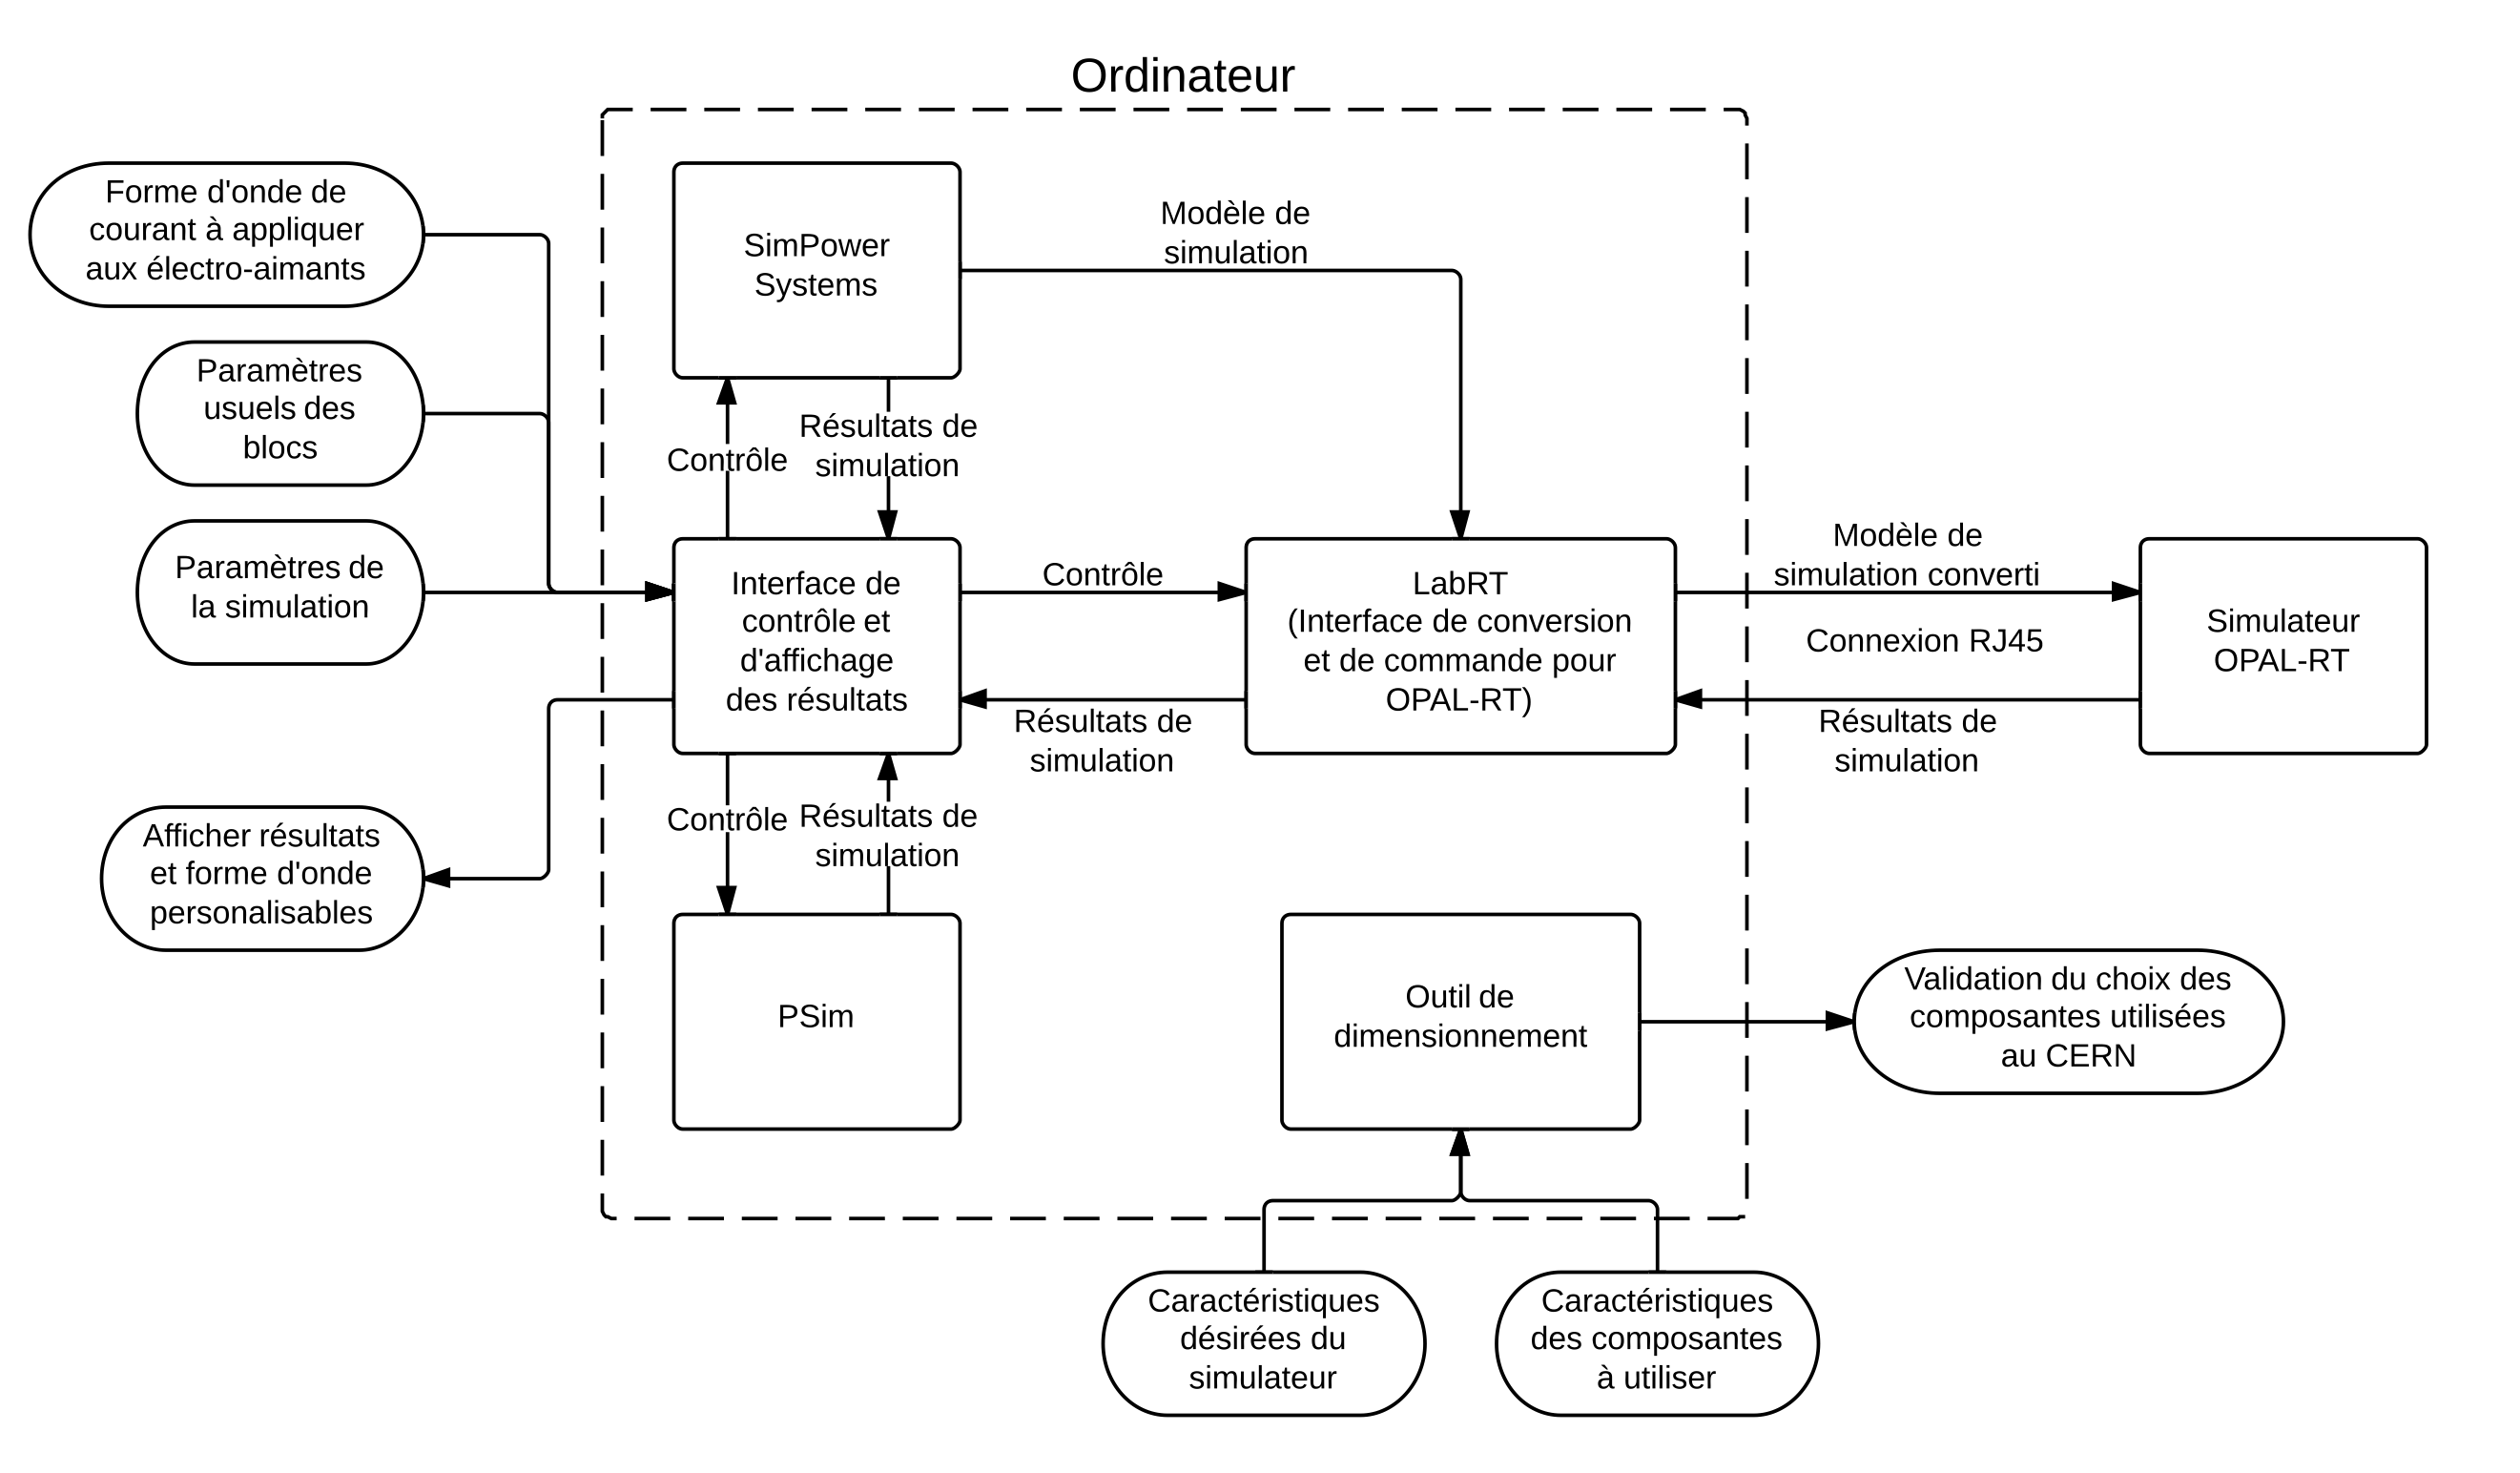 Ordinateur
Forme d'onde de
courant à appliquer
aux électro-aimants
Paramètres
usuels des
blocs
Paramètres de
la simulation
Afficher résultats
et forme d'onde
personalisables
SimPower
Systems
Modèle de
simulation
Contrôle
Résultats de
simulation
Interface de
contrôle et
d'affichage
des résultats
Contrôle
Résultats de
simulation
LabRT
(Interface de conversion
et de commande pour
OPAL-RT)
Modèle de
simulation converti
Connexion RJ45
Résultats de
simulation
Simulateur
OPAL-RT
Contrôle
Résultats de
simulation
PSim
Outil de
dimensionnement
Validation du choix des
composantes utilisées
au CERN
Caractéristiques
désirées du
simulateur
Caractéristiques
des composantes
à utiliser